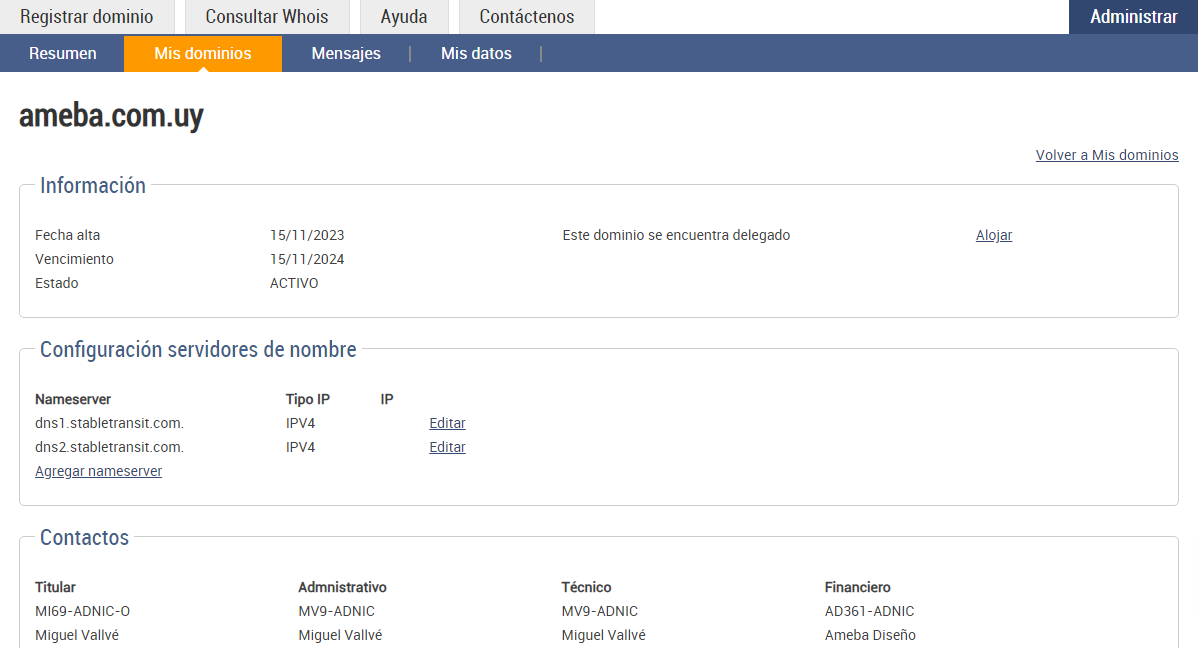 Registrar dominio Consultar Whois Ayuda Contáctenos Administrar
Resumen Mis dominios Mensajes | Mis datos |
ameba.com.uy
Volver a Mis dominios
Información
Fecha alta 15/11/2023 Este dominio se encuentra delegado Alojar
Vencimiento 15/11/2024
Estado ACTIVO
Configuración servidores de nombre
Nameserver Tipo IP IP
dns1.stabletransit.com. IPV4 Editar
dns2.stabletransit.com. IPV4 Editar
Agregar nameserver
Contactos
Titular Admnistrativo Técnico Financiero
MI69-ADNIC-O MV9-ADNIC MV9-ADNIC AD361-ADNIC
Miguel Vallvé Miguel Vallvé Miguel Vallvé Ameba Diseño